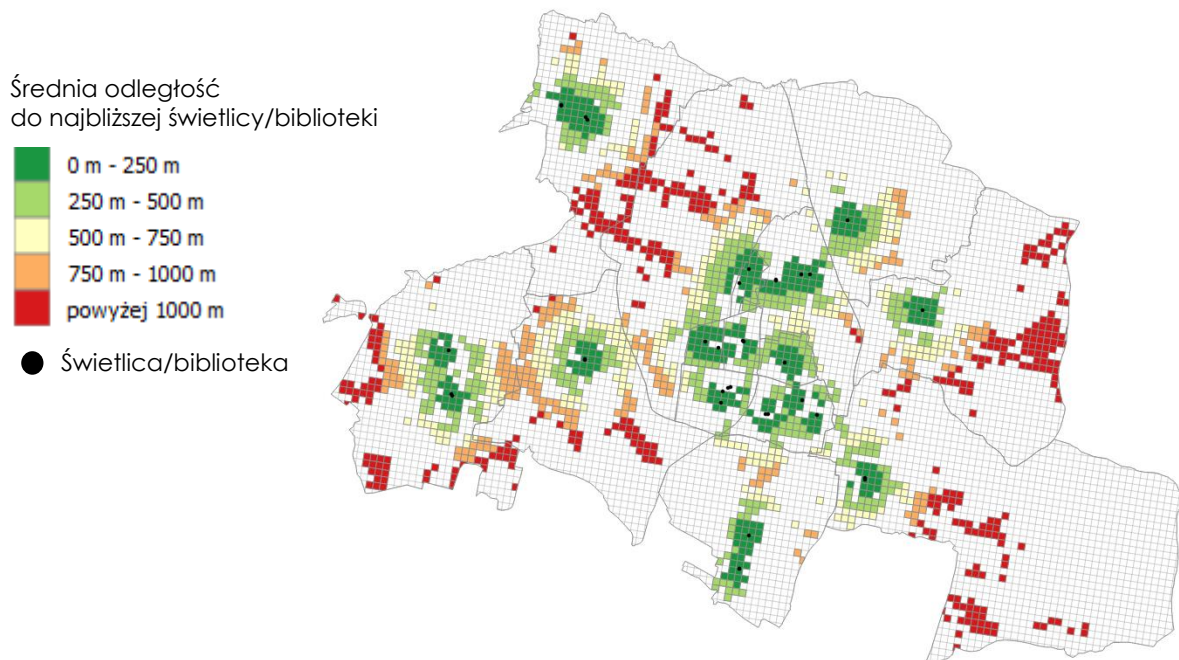 Średnia odległość
do najbliższej świetlicy/biblioteki
0 m - 250 m
250 m - 500 m
500 m - 750 m
750 m - 1000 m
powyżej 1000 m
Świetlica/biblioteka